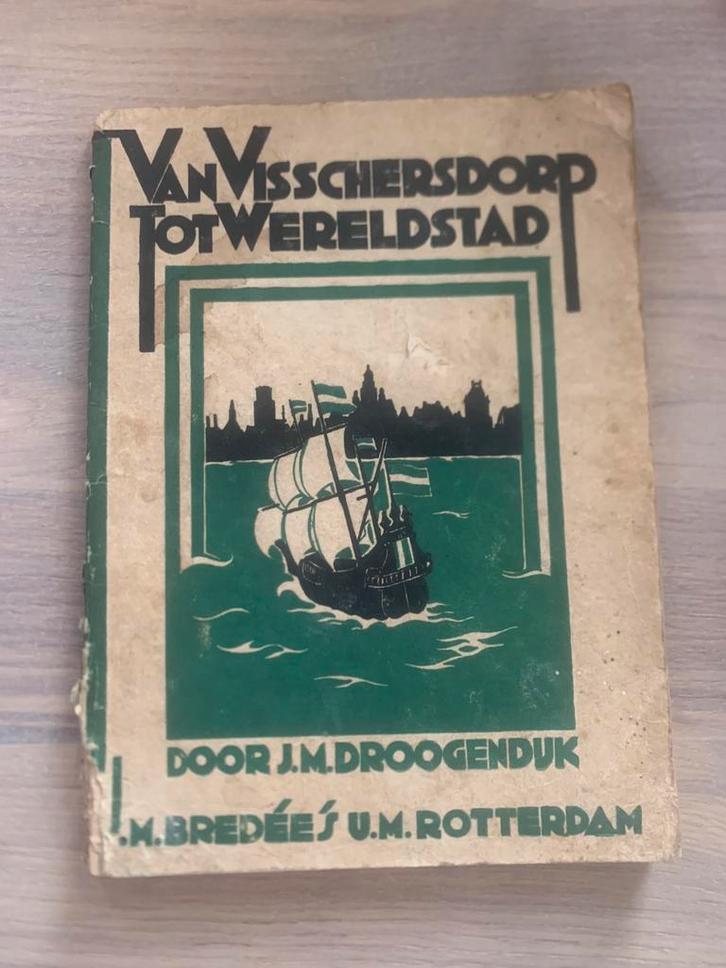 VAN VISSCHERSDORP
TOT WERELDSTAD
DOOR J.M. DROOGENDIJK
J.M. BREDÉE'S U.M. ROTTERDAM